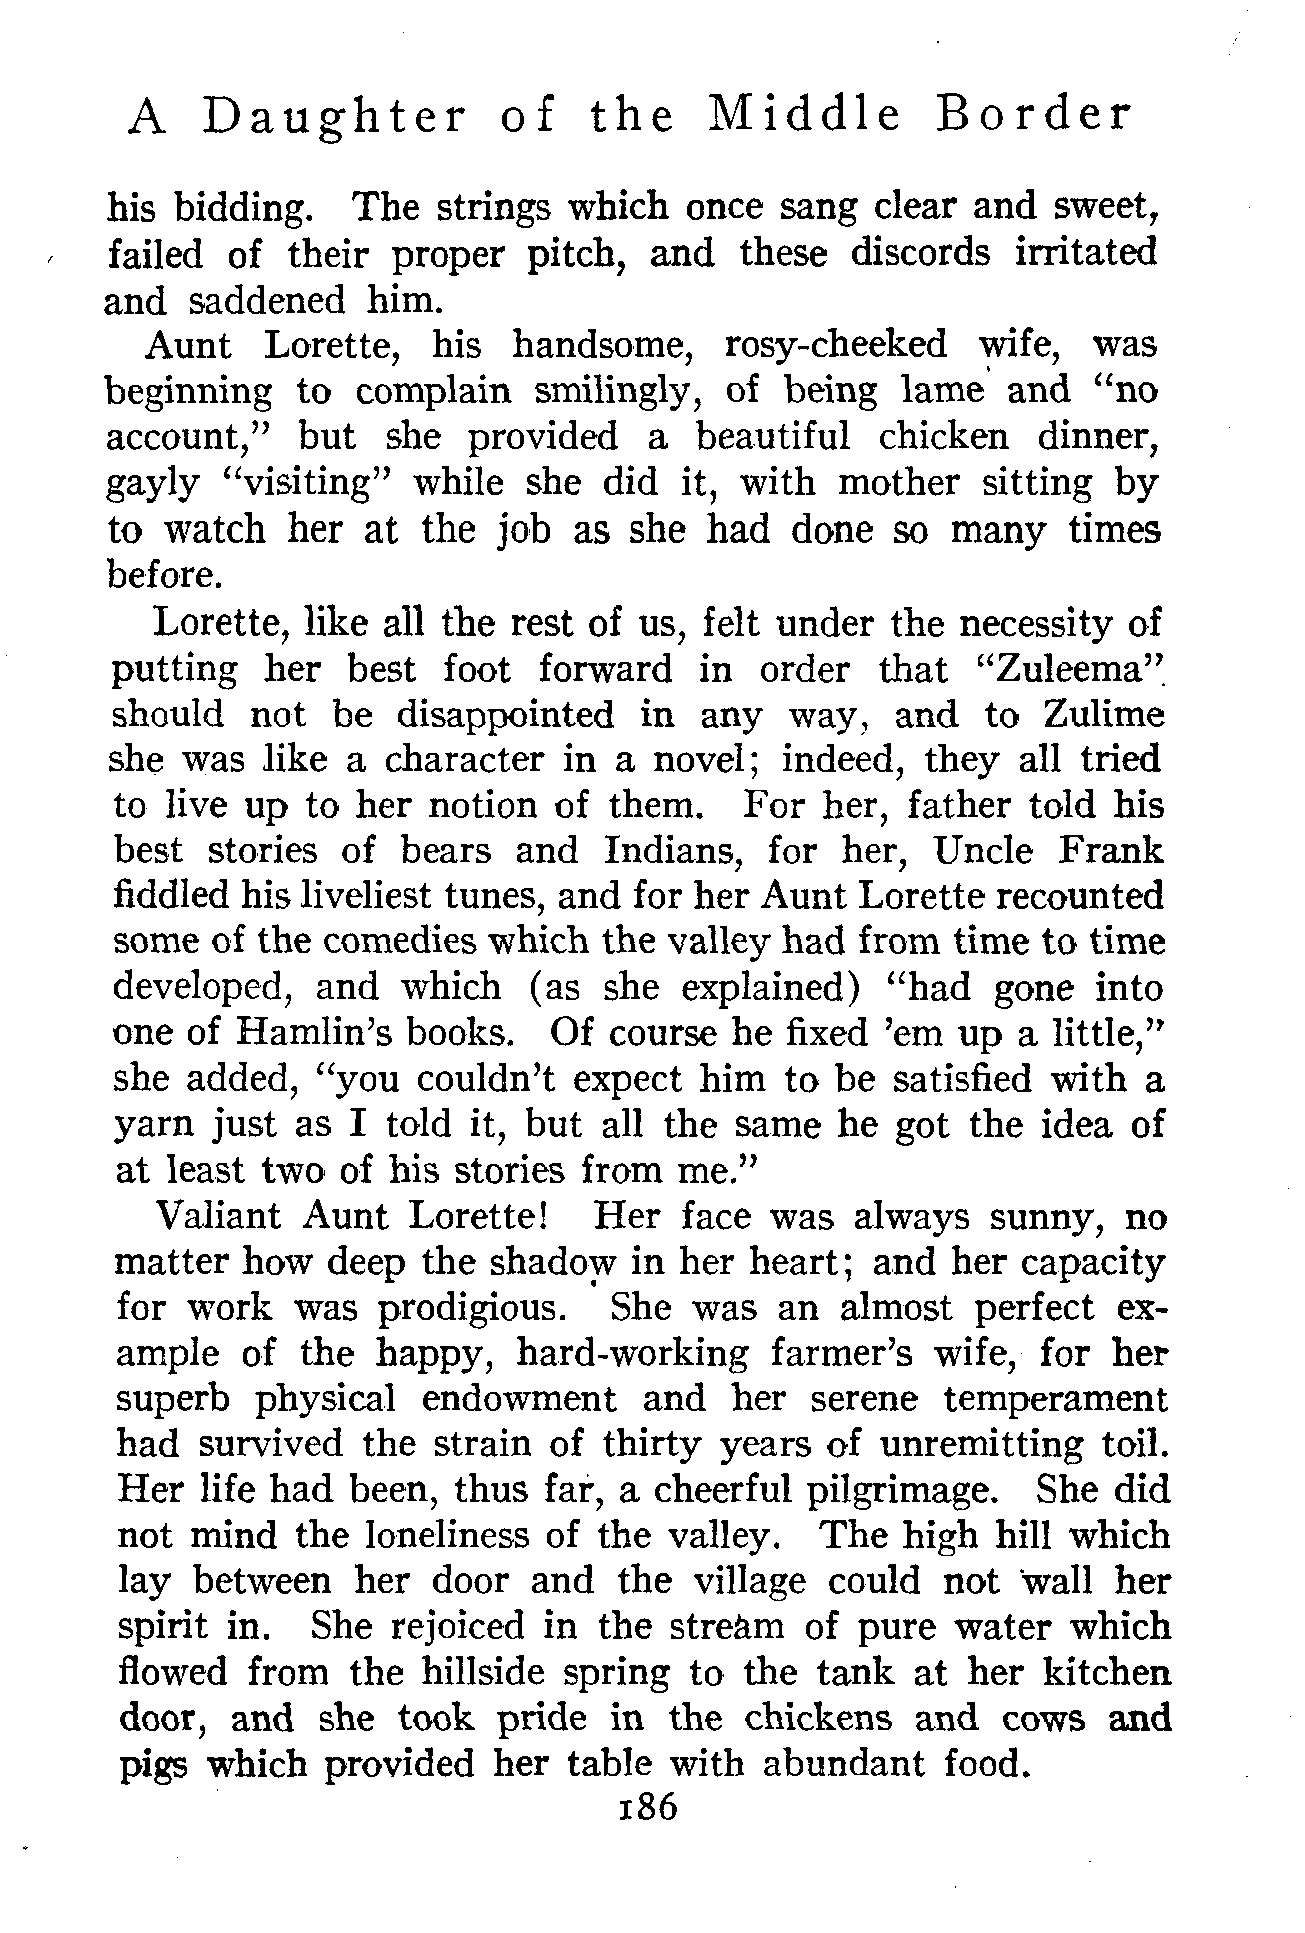 A Daughter of the Middle Border
his bidding. The strings which once sang clear and sweet,
failed of their proper pitch, and these discords irritated
and saddened him.
Aunt Lorette, his handsome, rosy-cheeked wife, was
beginning to complain smilingly, of being lame and “no
account,” but she provided a beautiful chicken dinner,
gayly “visiting” while she did it, with mother sitting by
to watch her at the job as she had done so many times
before.
Lorette, like all the rest of us, felt under the necessity of
putting her best foot forward in order that “Zuleema”
should not be disappointed in any way, and to Zulime
she was like a character in a novel; indeed, they all tried
to live up to her notion of them. For her, father told his
best stories of bears and Indians, for her, Uncle Frank
fiddled his liveliest tunes, and for her Aunt Lorette recounted
some of the comedies which the valley had from time to time
developed, and which (as she explained) “had gone into
one of Hamlin’s books. Of course he fixed ’em up a little,”
she added, “you couldn’t expect him to be satisfied with a
yarn just as I told it, but all the same he got the idea of
at least two of his stories from me.”
Valiant Aunt Lorette! Her face was always sunny, no
matter how deep the shadow in her heart; and her capacity
for work was prodigious. She was an almost perfect ex-
ample of the happy, hard-working farmer’s wife, for her
superb physical endowment and her serene temperament
had survived the strain of thirty years of unremitting toil.
Her life had been, thus far, a cheerful pilgrimage. She did
not mind the loneliness of the valley. The high hill which
lay between her door and the village could not wall her
spirit in. She rejoiced in the stream of pure water which
flowed from the hillside spring to the tank at her kitchen
door, and she took pride in the chickens and cows and
pigs which provided her table with abundant food.
186